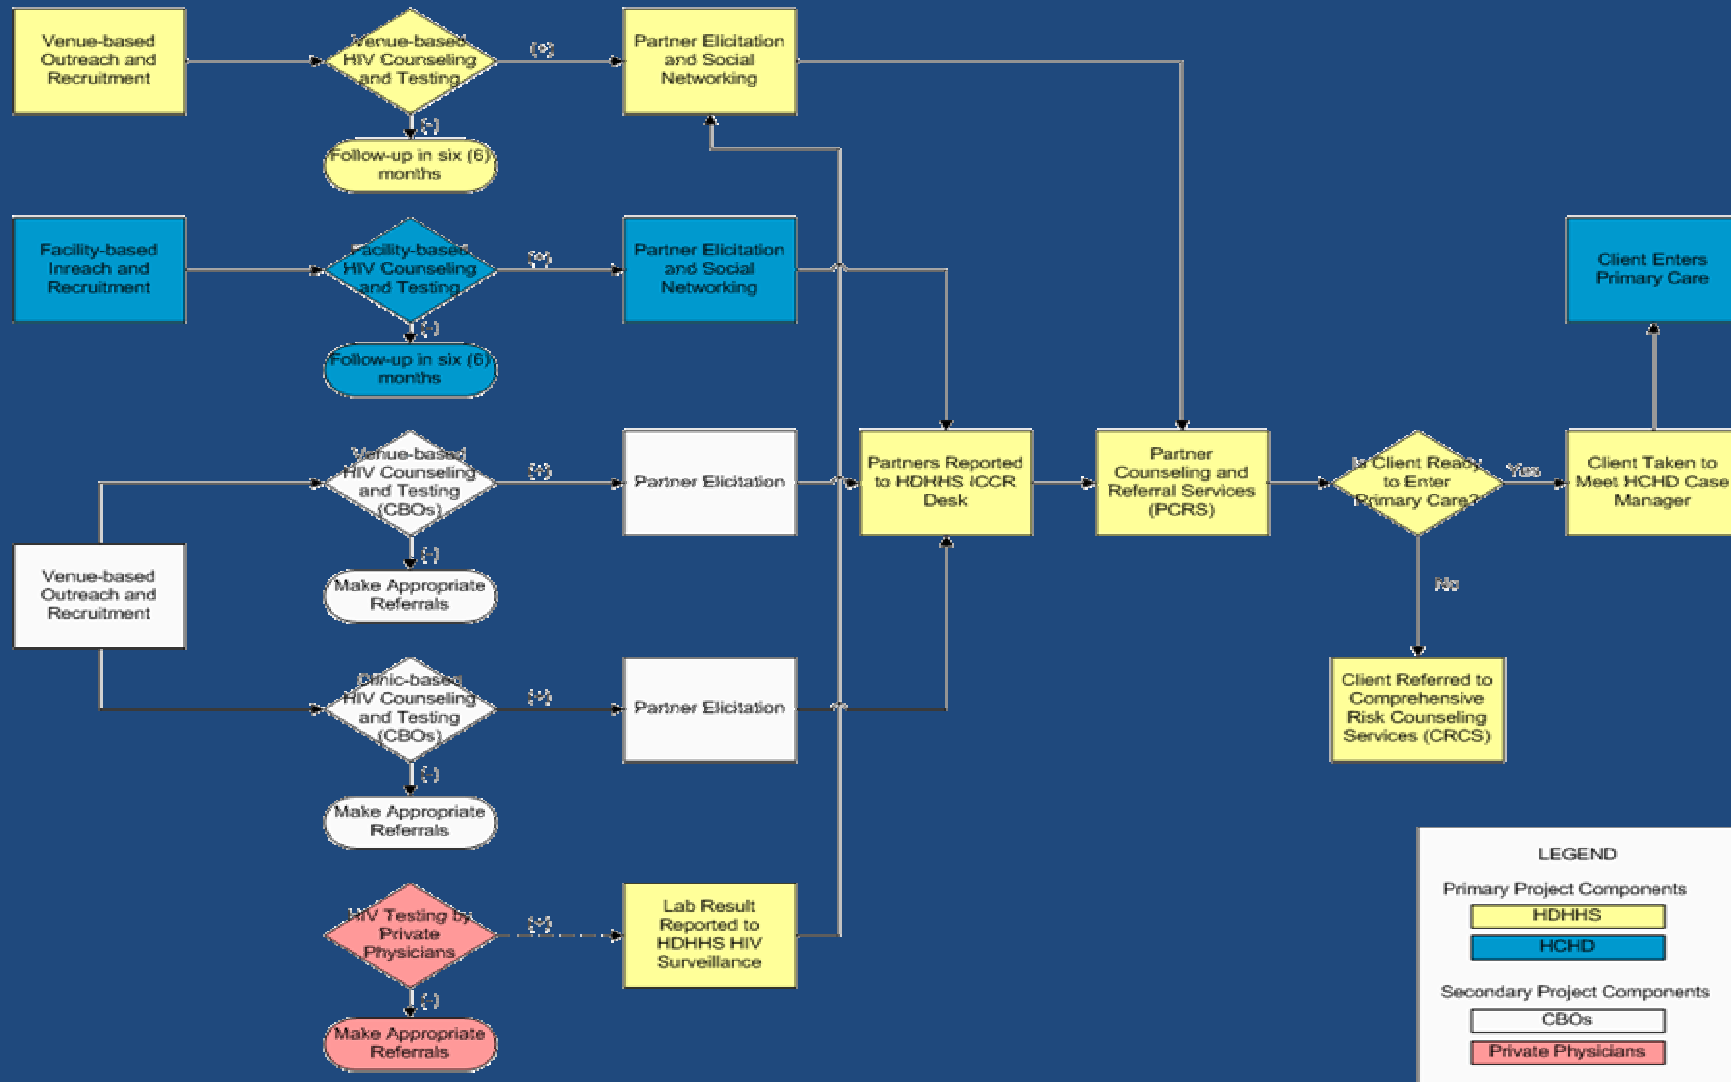 Venue-based
Outreach and
Recruitment
Venue-based
HIV Counseling
and Testing
(+)
Partner Elicitation
and Social
Networking
(-)
Follow-up in six (6)
months
Facility-based
Inreach and
Recruitment
Facility-based
HIV Counseling
and Testing
(+)
Partner Elicitation
and Social
Networking
(-)
Follow-up in six (6)
months
Client Enters
Primary Care
Venue-based
HIV Counseling
and Testing
(CBOs)
(+)
Partner Elicitation
(-)
Make Appropriate
Referrals
Partners Reported
to HDHHS ICCR
Desk
Partner
Counseling and
Referral Services
(PCRS)
Is Client Ready
to Enter
Primary Care?
Yes
Client Taken to
Meet HCHD Case
Manager
No
Client Referred to
Comprehensive
Risk Counseling
Services (CRCS)
Venue-based
Outreach and
Recruitment
Clinic-based
HIV Counseling
and Testing
(CBOs)
(+)
Partner Elicitation
(-)
Make Appropriate
Referrals
HIV Testing by
Private
Physicians
(+)
Lab Result
Reported to
HDHHS HIV
Surveillance
(-)
Make Appropriate
Referrals
LEGEND
Primary Project Components
HDHHS
HCHD
Secondary Project Components
CBOs
Private Physicians